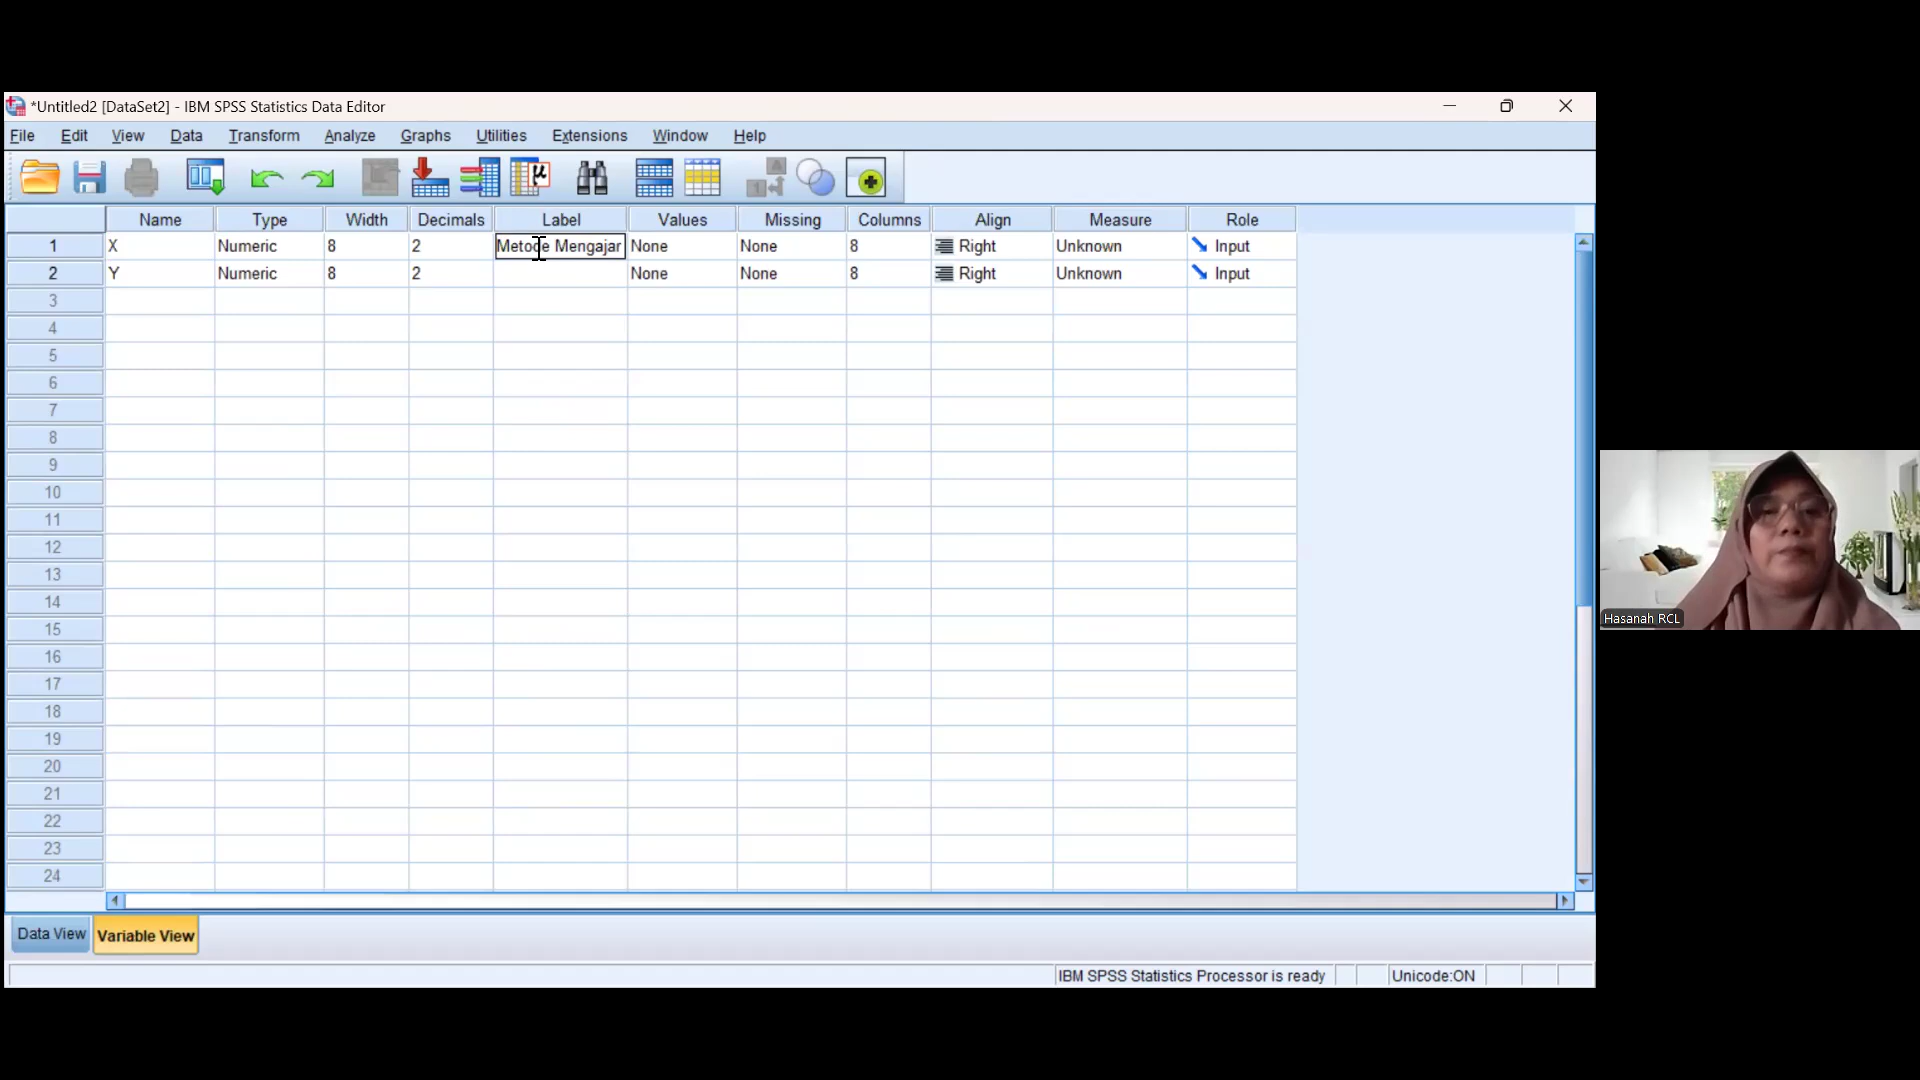 *Untitled2 [DataSet2] - IBM SPSS Statistics Data Editor
File Edit View Data Transform Analyze Graphs Utilities Extensions Window Help
Name Type Width Decimals Label Values Missing Columns Align Measure Role
1 X Numeric 8 2 Metode Mengajar None None 8 Right Unknown Input
2 Y Numeric 8 2 None None 8 Right Unknown Input
3
4
5
6
7
8
9
10
11
12
13
14
15
16
17
18
19
20
21
22
23
24
Hasanah RCL
Data View Variable View
IBM SPSS Statistics Processor is ready Unicode:ON